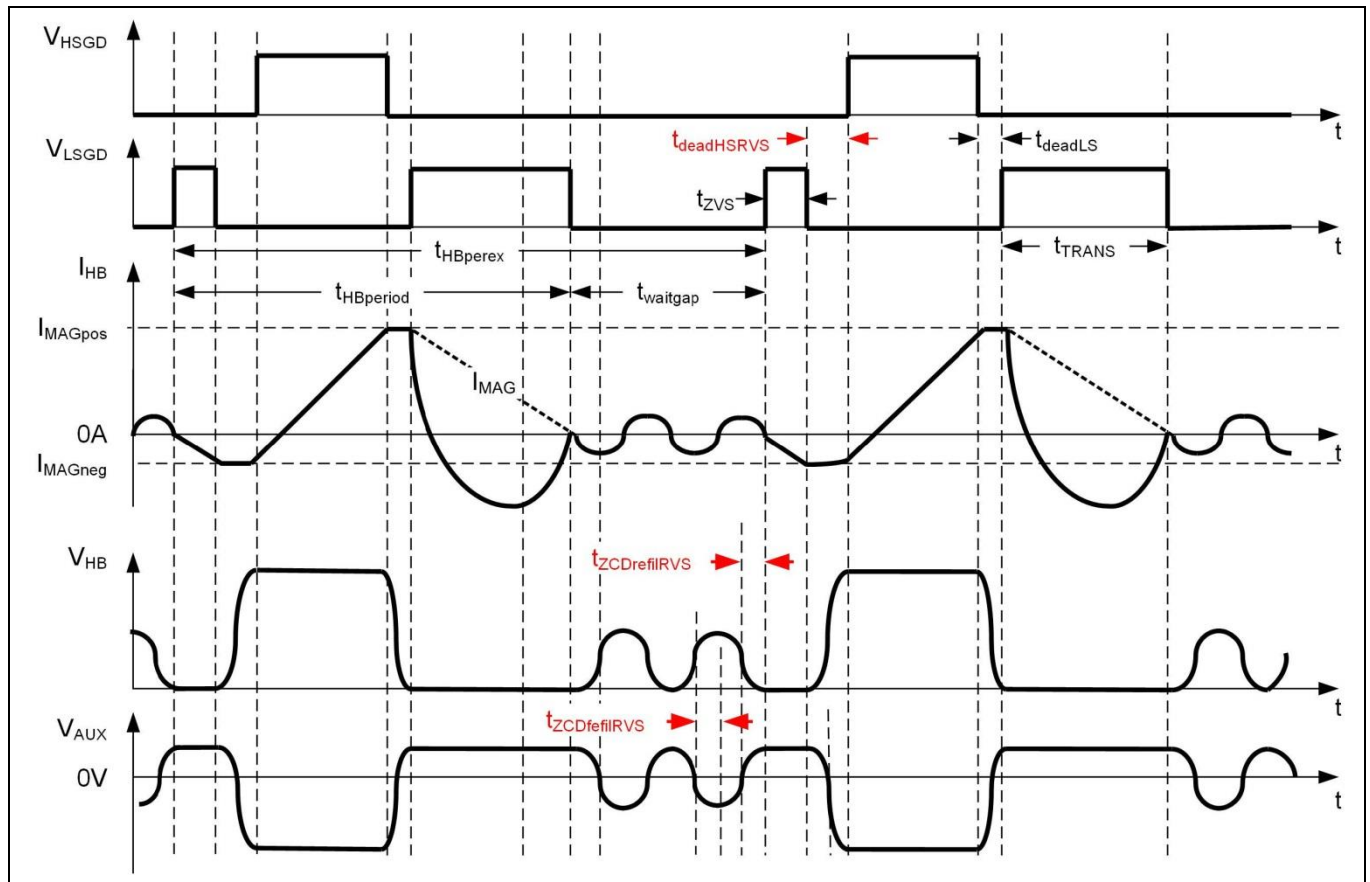 VHSGD
t
VLSGD
tdeadHSRVS
tdeadLS
tZVS
t
tHBperex
tTRANS
IHB
tHBperiod
twaitgap
IMAGpos
IMAG
0A
IMAGneg
t
VHB
tZCDrefilRVS
t
VAUX
tZCDfefilRVS
0V
t